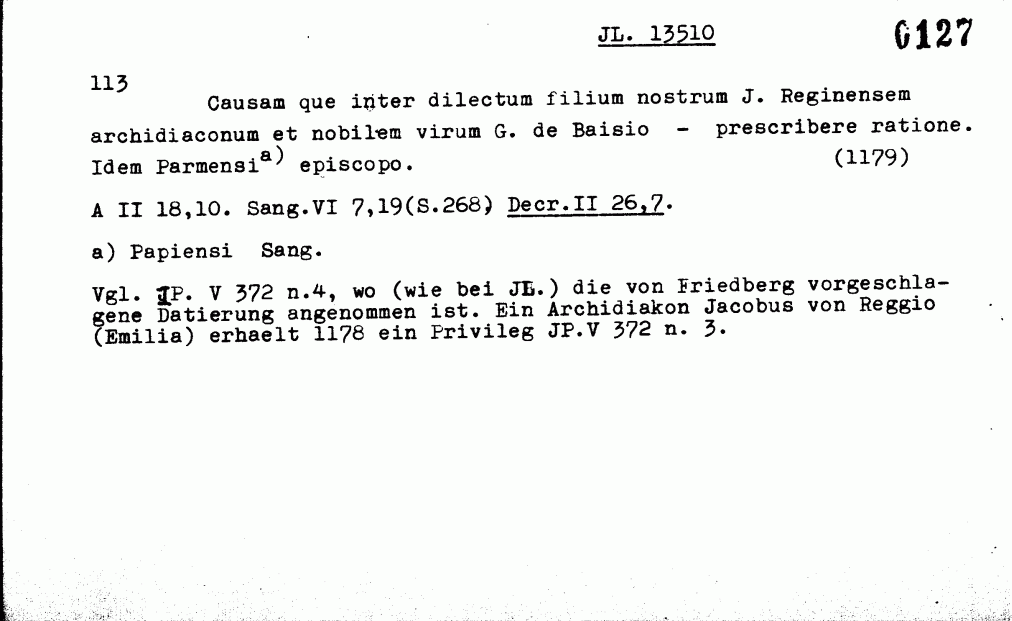 JL. 13510 0127
113
Causam que inter dilectum filium nostrum J. Reginensem
archidiaconum et nobilem virum G. de Baisio – prescribere ratione.
Idem Parmensi a) episcopo. (1179)
A II 18,10. Sang.VI 7,19(S.268) Decr.II 26,7.
a) Papiensi Sang.
Vgl. IP. V 372 n.4, wo (wie bei JL.) die von Friedberg vorgeschla-
gene Datierung angenommen ist. Ein Archidiakon Jacobus von Reggio
(Emilia) erhaelt 1178 ein Privileg JP.V 372 n. 3.